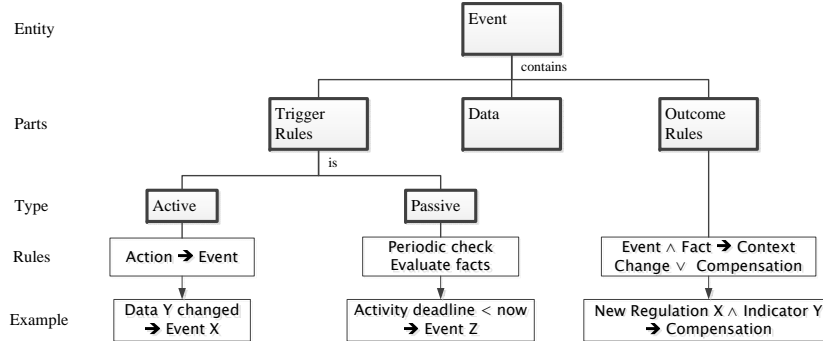 Entity
Event
contains
Parts
Trigger
Rules
Data
Outcome
Rules
is
Type
Active
Passive
Rules
Action ➔ Event
Periodic check
Evaluate facts
Event ∧ Fact ➔ Context
Change ∨ Compensation
Example
Data Y changed
➔ Event X
Activity deadline < now
➔ Event Z
New Regulation X ∧ Indicator Y
➔ Compensation